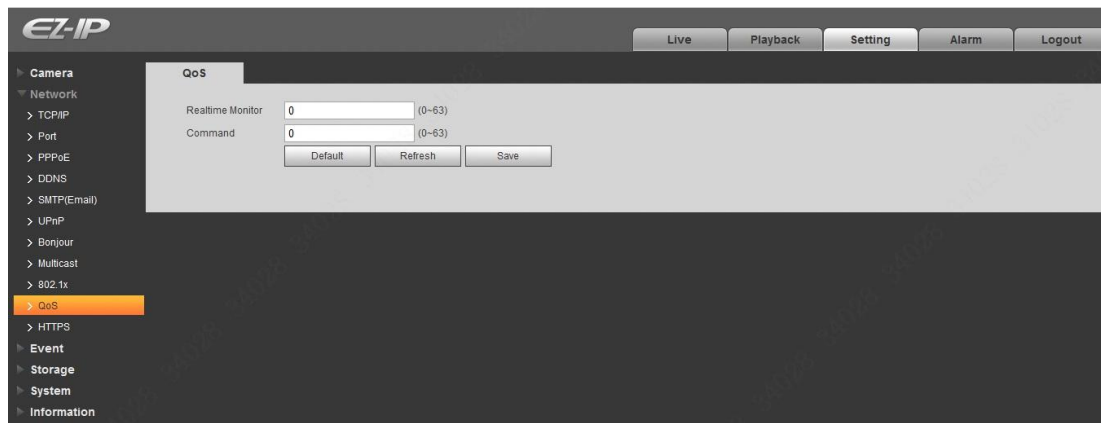 EZ-IP
Live Playback Setting Alarm Logout
Camera
Network
TCP/IP
Port
PPPoE
DDNS
SMTP(Email)
UPnP
Bonjour
Multicast
802.1x
QoS
HTTPS
Event
Storage
System
Information
QoS
Realtime Monitor 0 (0~63)
Command 0 (0~63)
Default Refresh Save